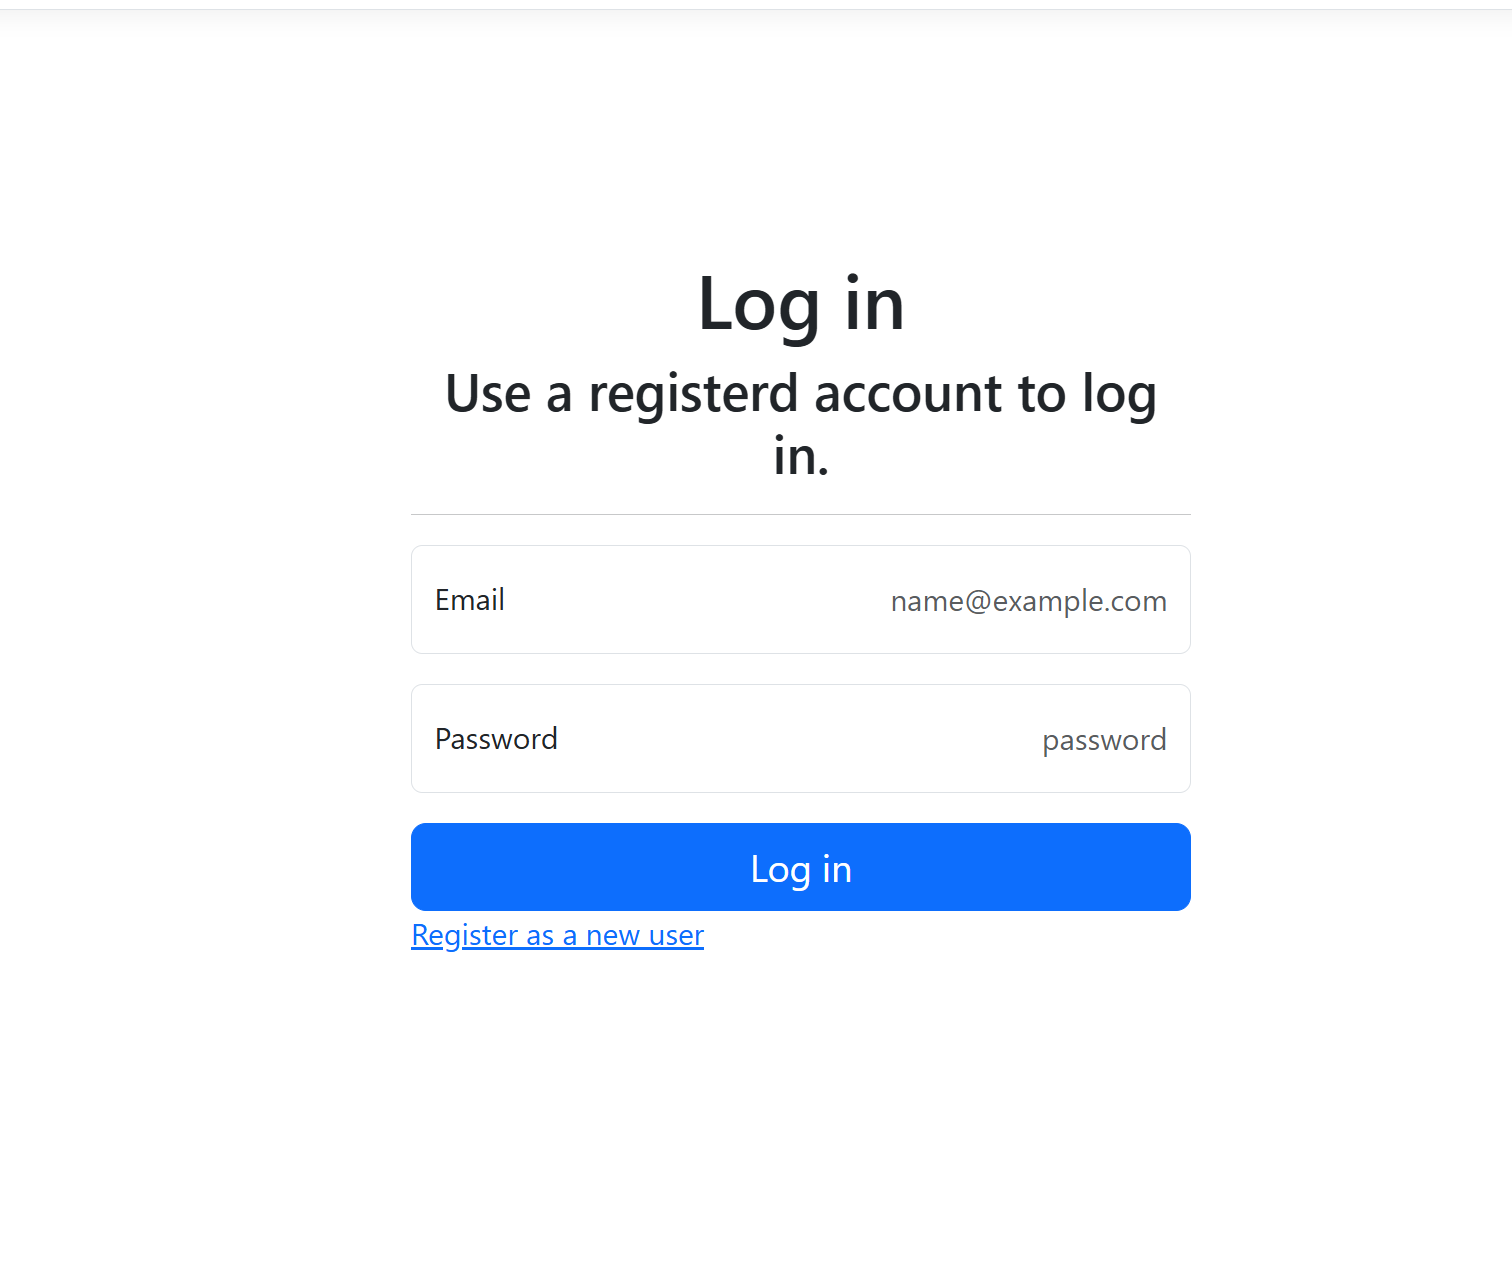 Log in
Use a registerd account to log
in.
Email name@example.com
Password password
Log in
Register as a new user